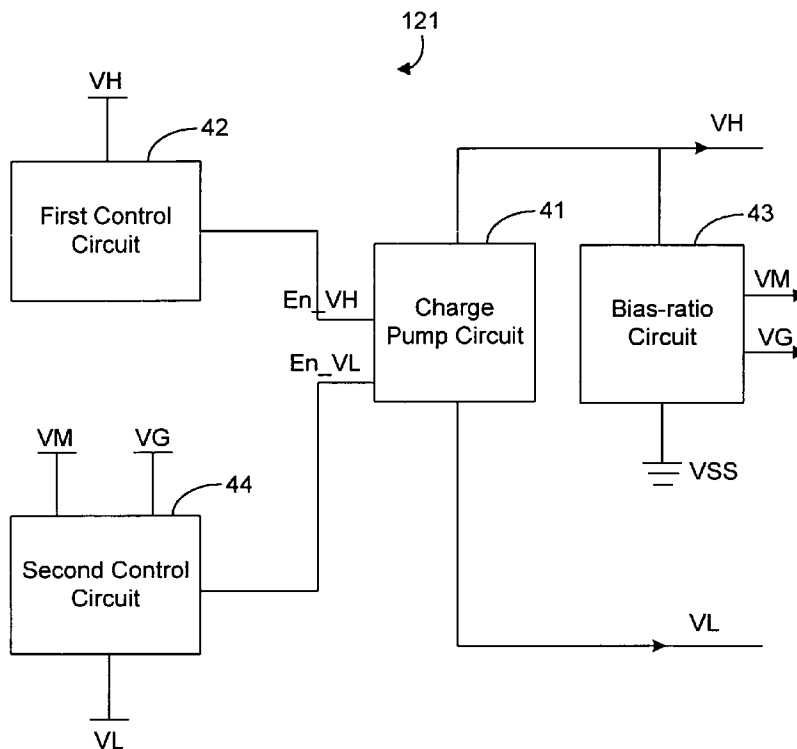 121
VH
42
First Control
Circuit
VH
41
43
Charge
Pump Circuit
Bias-ratio
Circuit
VM
VG
En_VH
En_VL
VM
VG
44
VSS
Second Control
Circuit
VL
VL